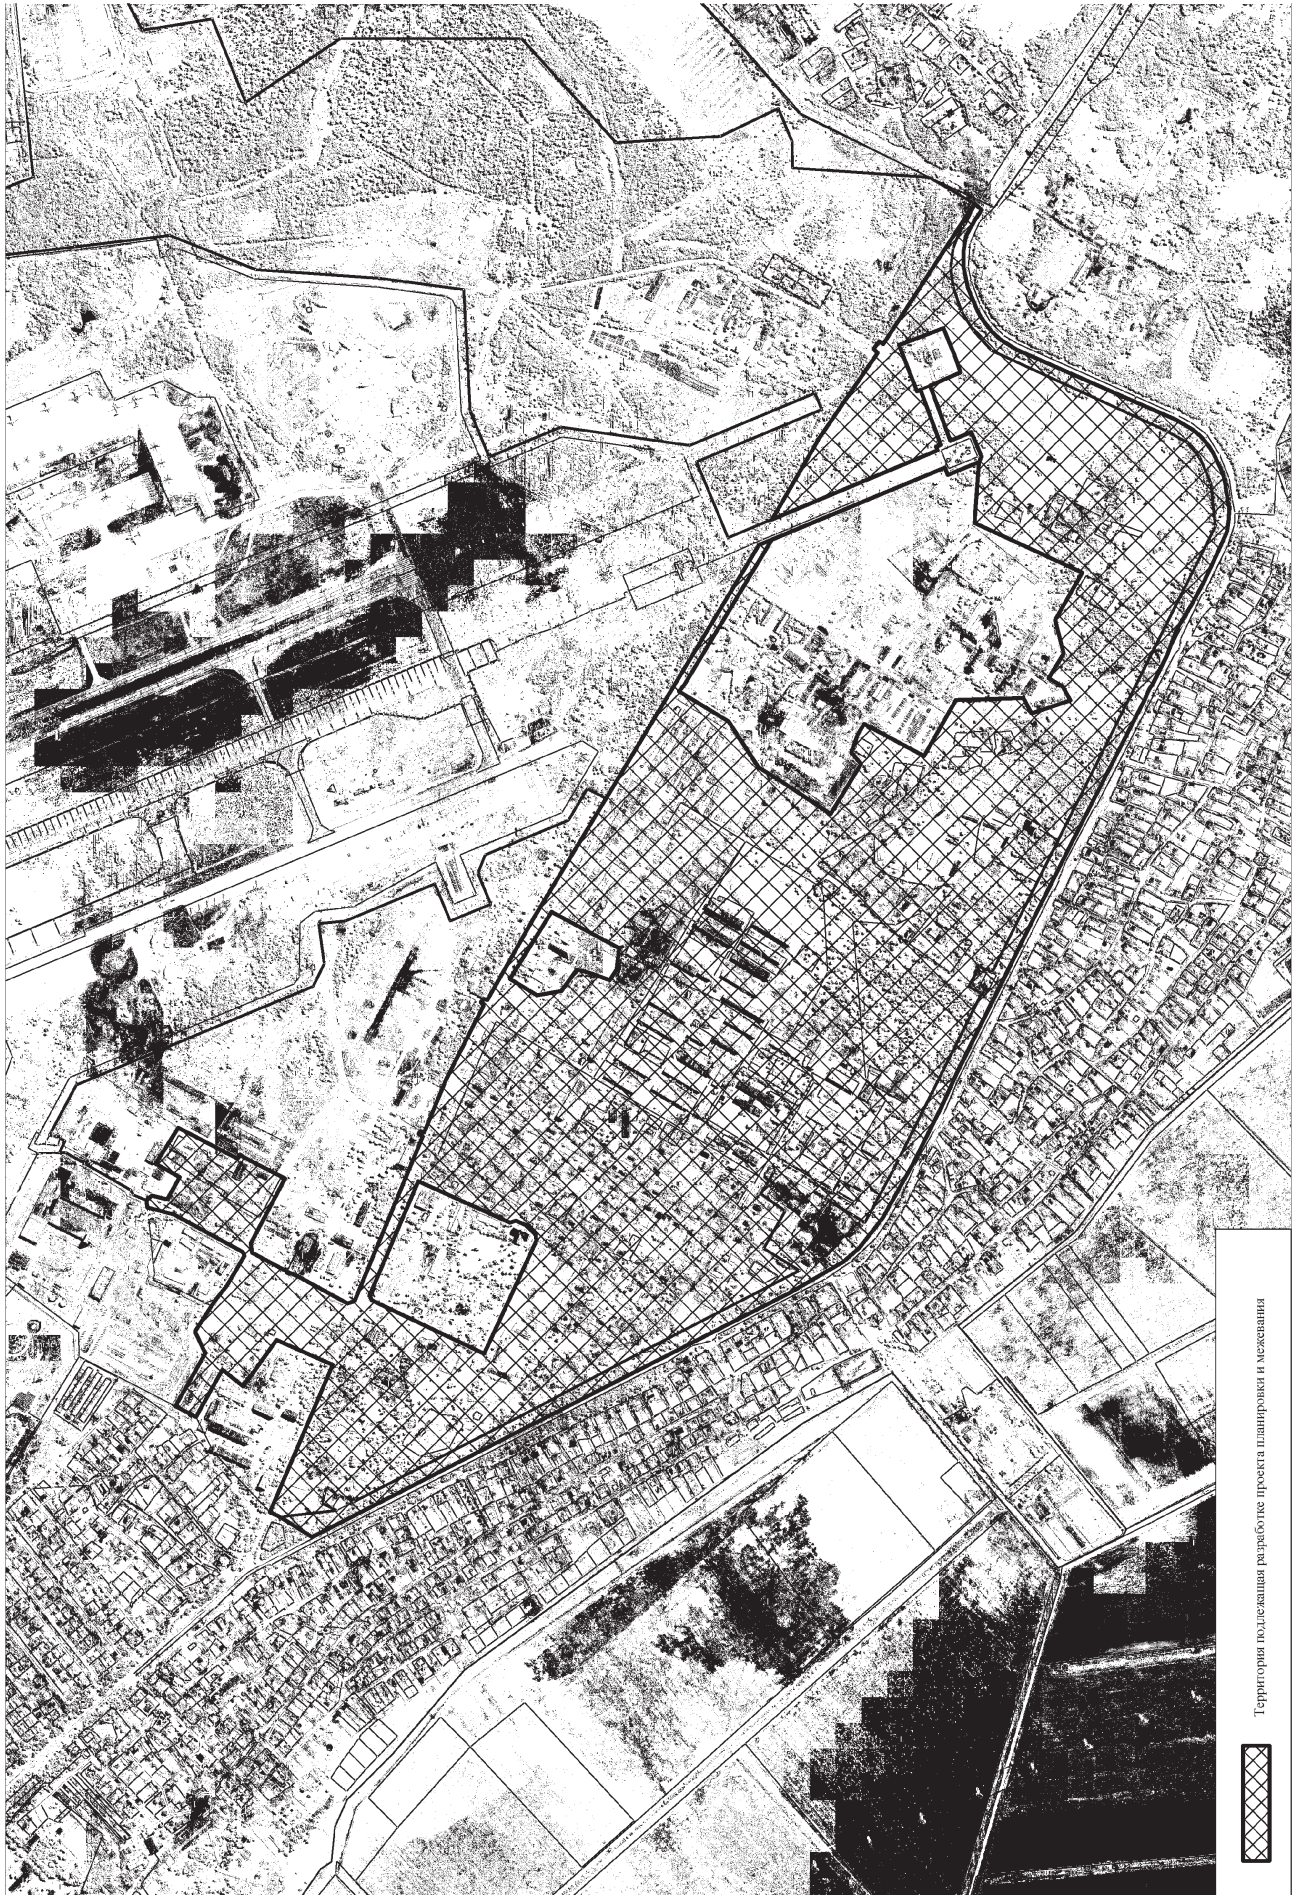 Территория подлежащая разработке проекта планировки и межевания